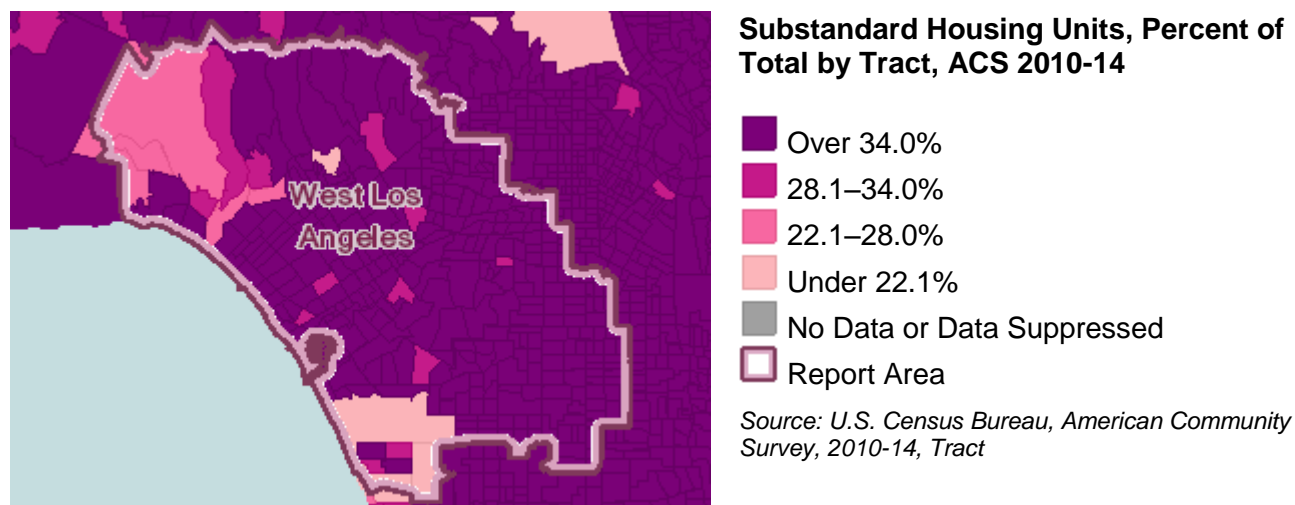 Substandard Housing Units, Percent of
Total by Tract, ACS 2010-14
Over 34.0%
28.1–34.0%
22.1–28.0%
Under 22.1%
No Data or Data Suppressed
Report Area
Source: U.S. Census Bureau, American Community
Survey, 2010-14, Tract
West Los
Angeles